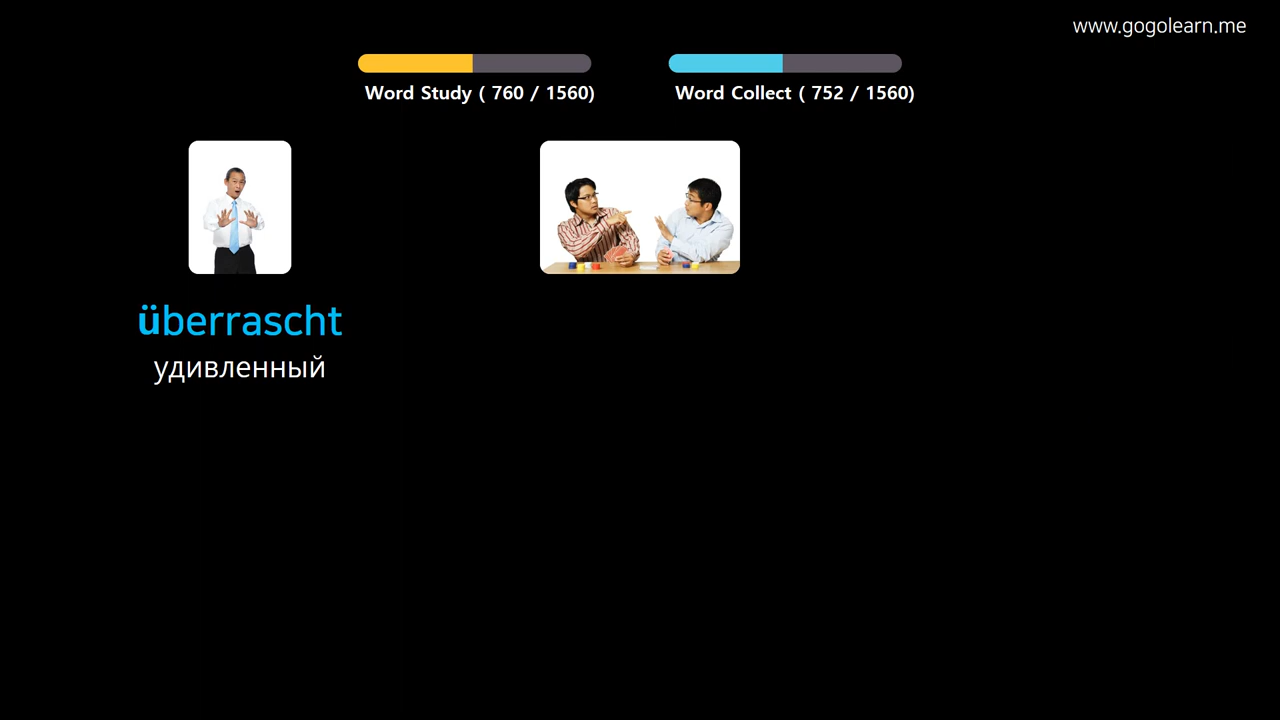 www.gogolearn.me
Word Study ( 760 / 1560)
Word Collect ( 752 / 1560)
überrascht
удивленный